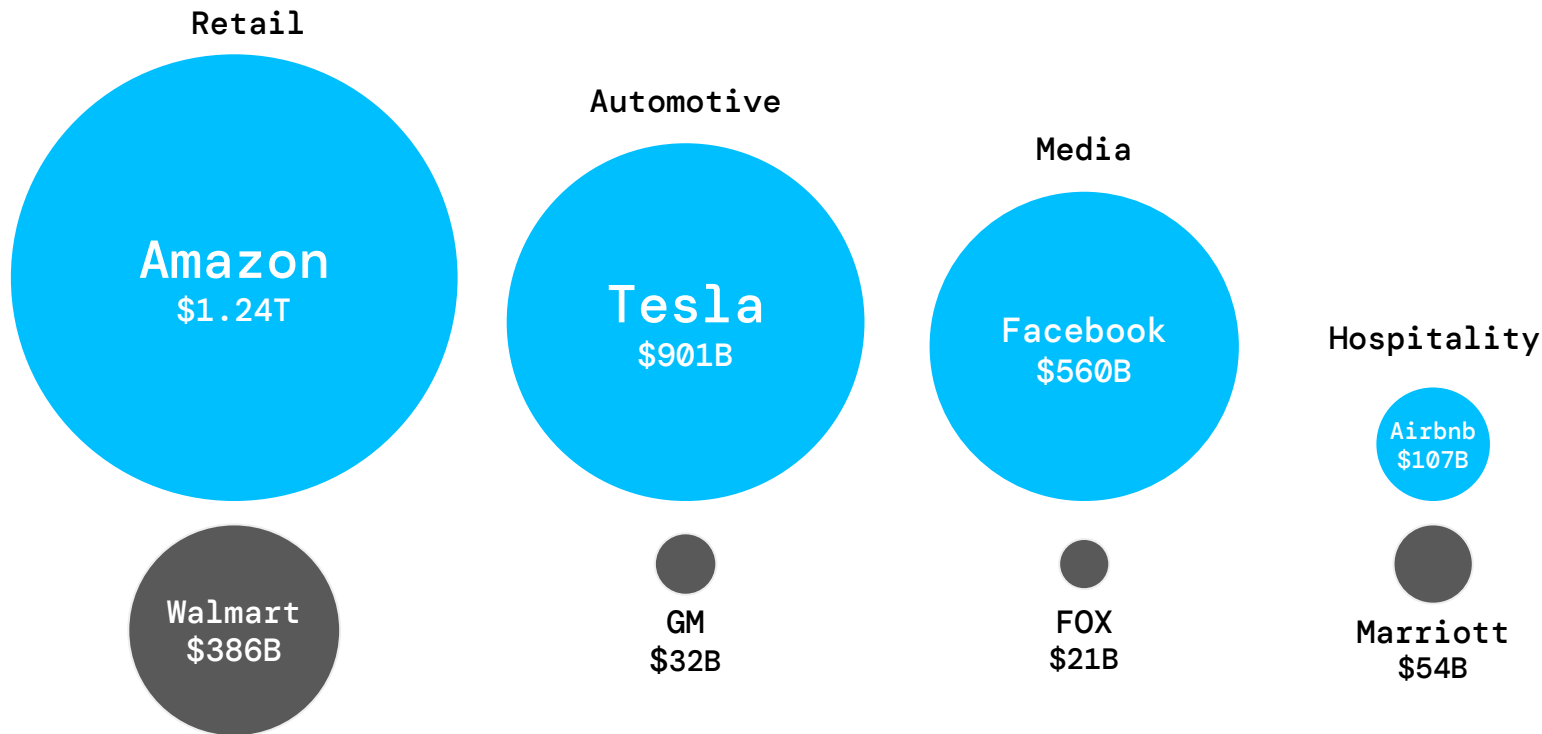 Retail
Amazon
$1.24T
Walmart
$386B
Automotive
Tesla
$901B
GM
$32B
Media
Facebook
$560B
FOX
$21B
Hospitality
Airbnb
$107B
Marriott
$54B